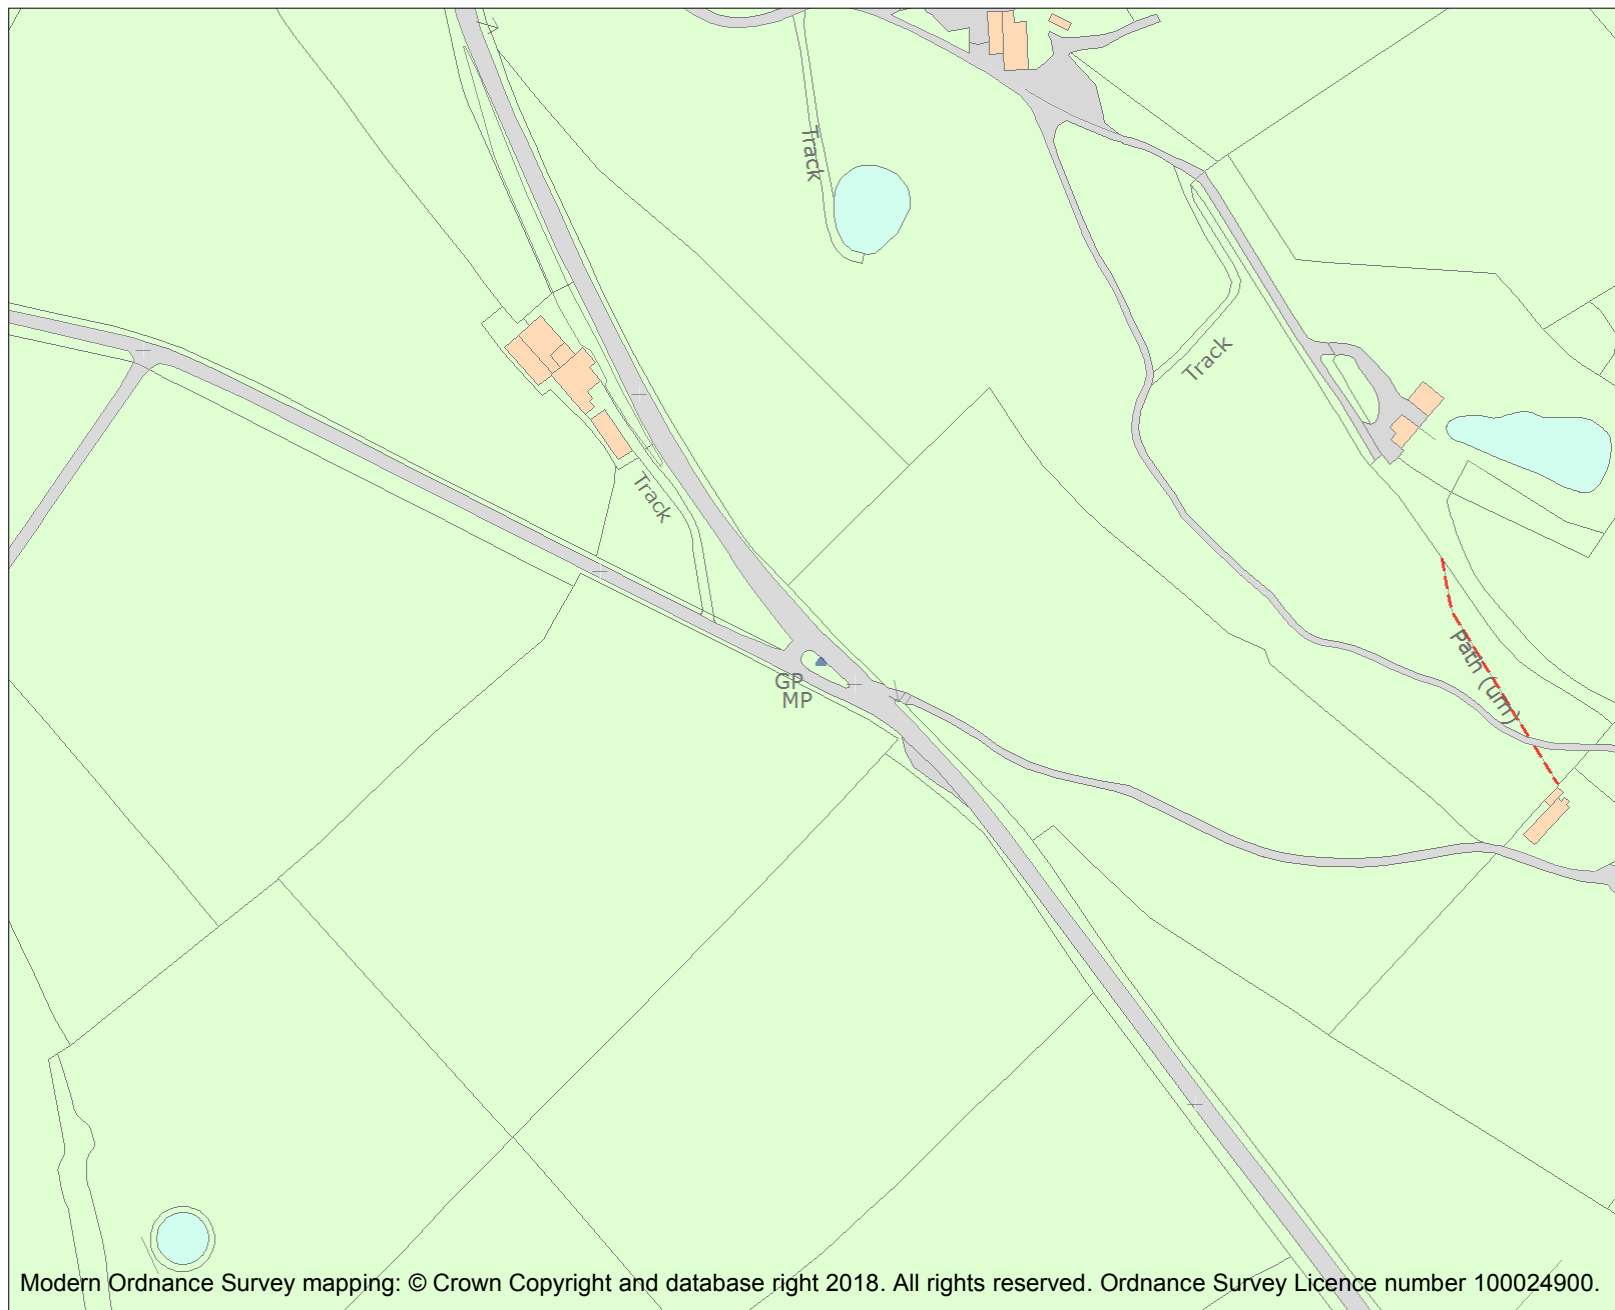 Track
Track
Track
GP
MP
Path (um)
Modern Ordnance Survey mapping: © Crown Copyright and database right 2018. All rights reserved. Ordnance Survey Licence number 100024900.